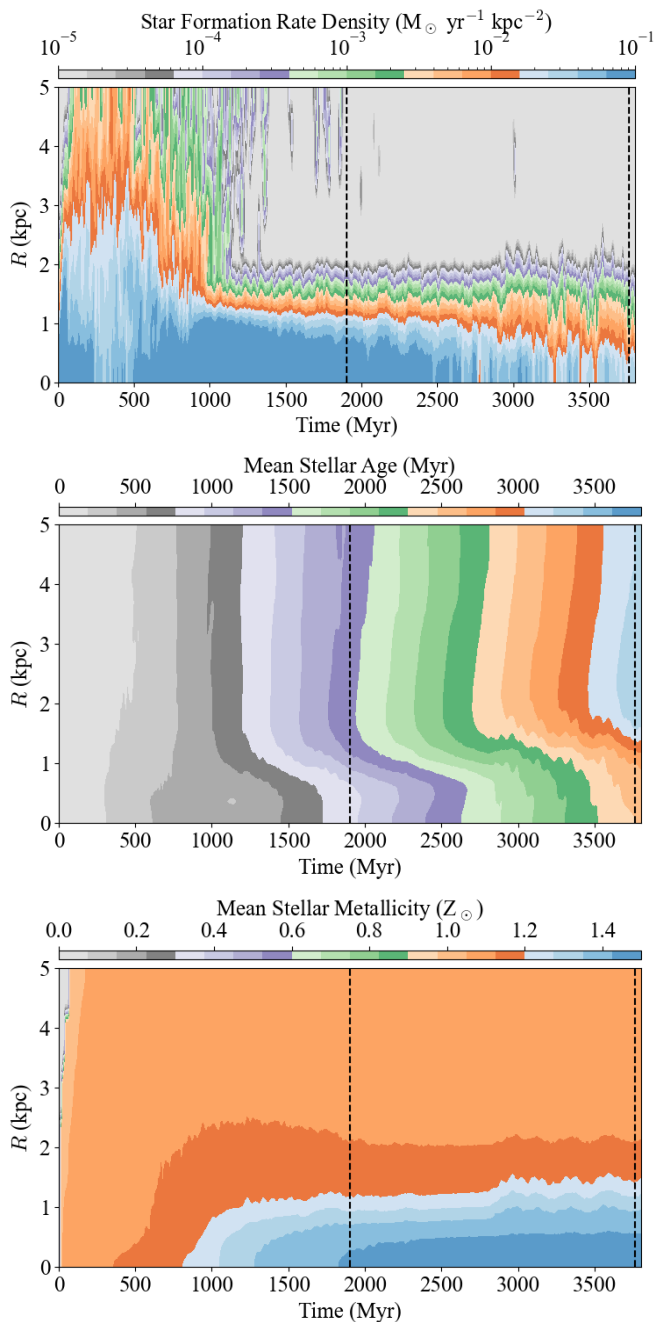 Star Formation Rate Density (M⊙ yr⁻¹ kpc⁻²)
10⁻⁵ 10⁻⁴ 10⁻³ 10⁻² 10⁻¹
5
4
3
2
1
0
R (kpc)
0 500 1000 1500 2000 2500 3000 3500
Time (Myr)
Mean Stellar Age (Myr)
0 500 1000 1500 2000 2500 3000 3500
5
4
3
2
1
0
R (kpc)
0 500 1000 1500 2000 2500 3000 3500
Time (Myr)
Mean Stellar Metallicity (Z⊙)
0.0 0.2 0.4 0.6 0.8 1.0 1.2 1.4
5
4
3
2
1
0
R (kpc)
0 500 1000 1500 2000 2500 3000 3500
Time (Myr)